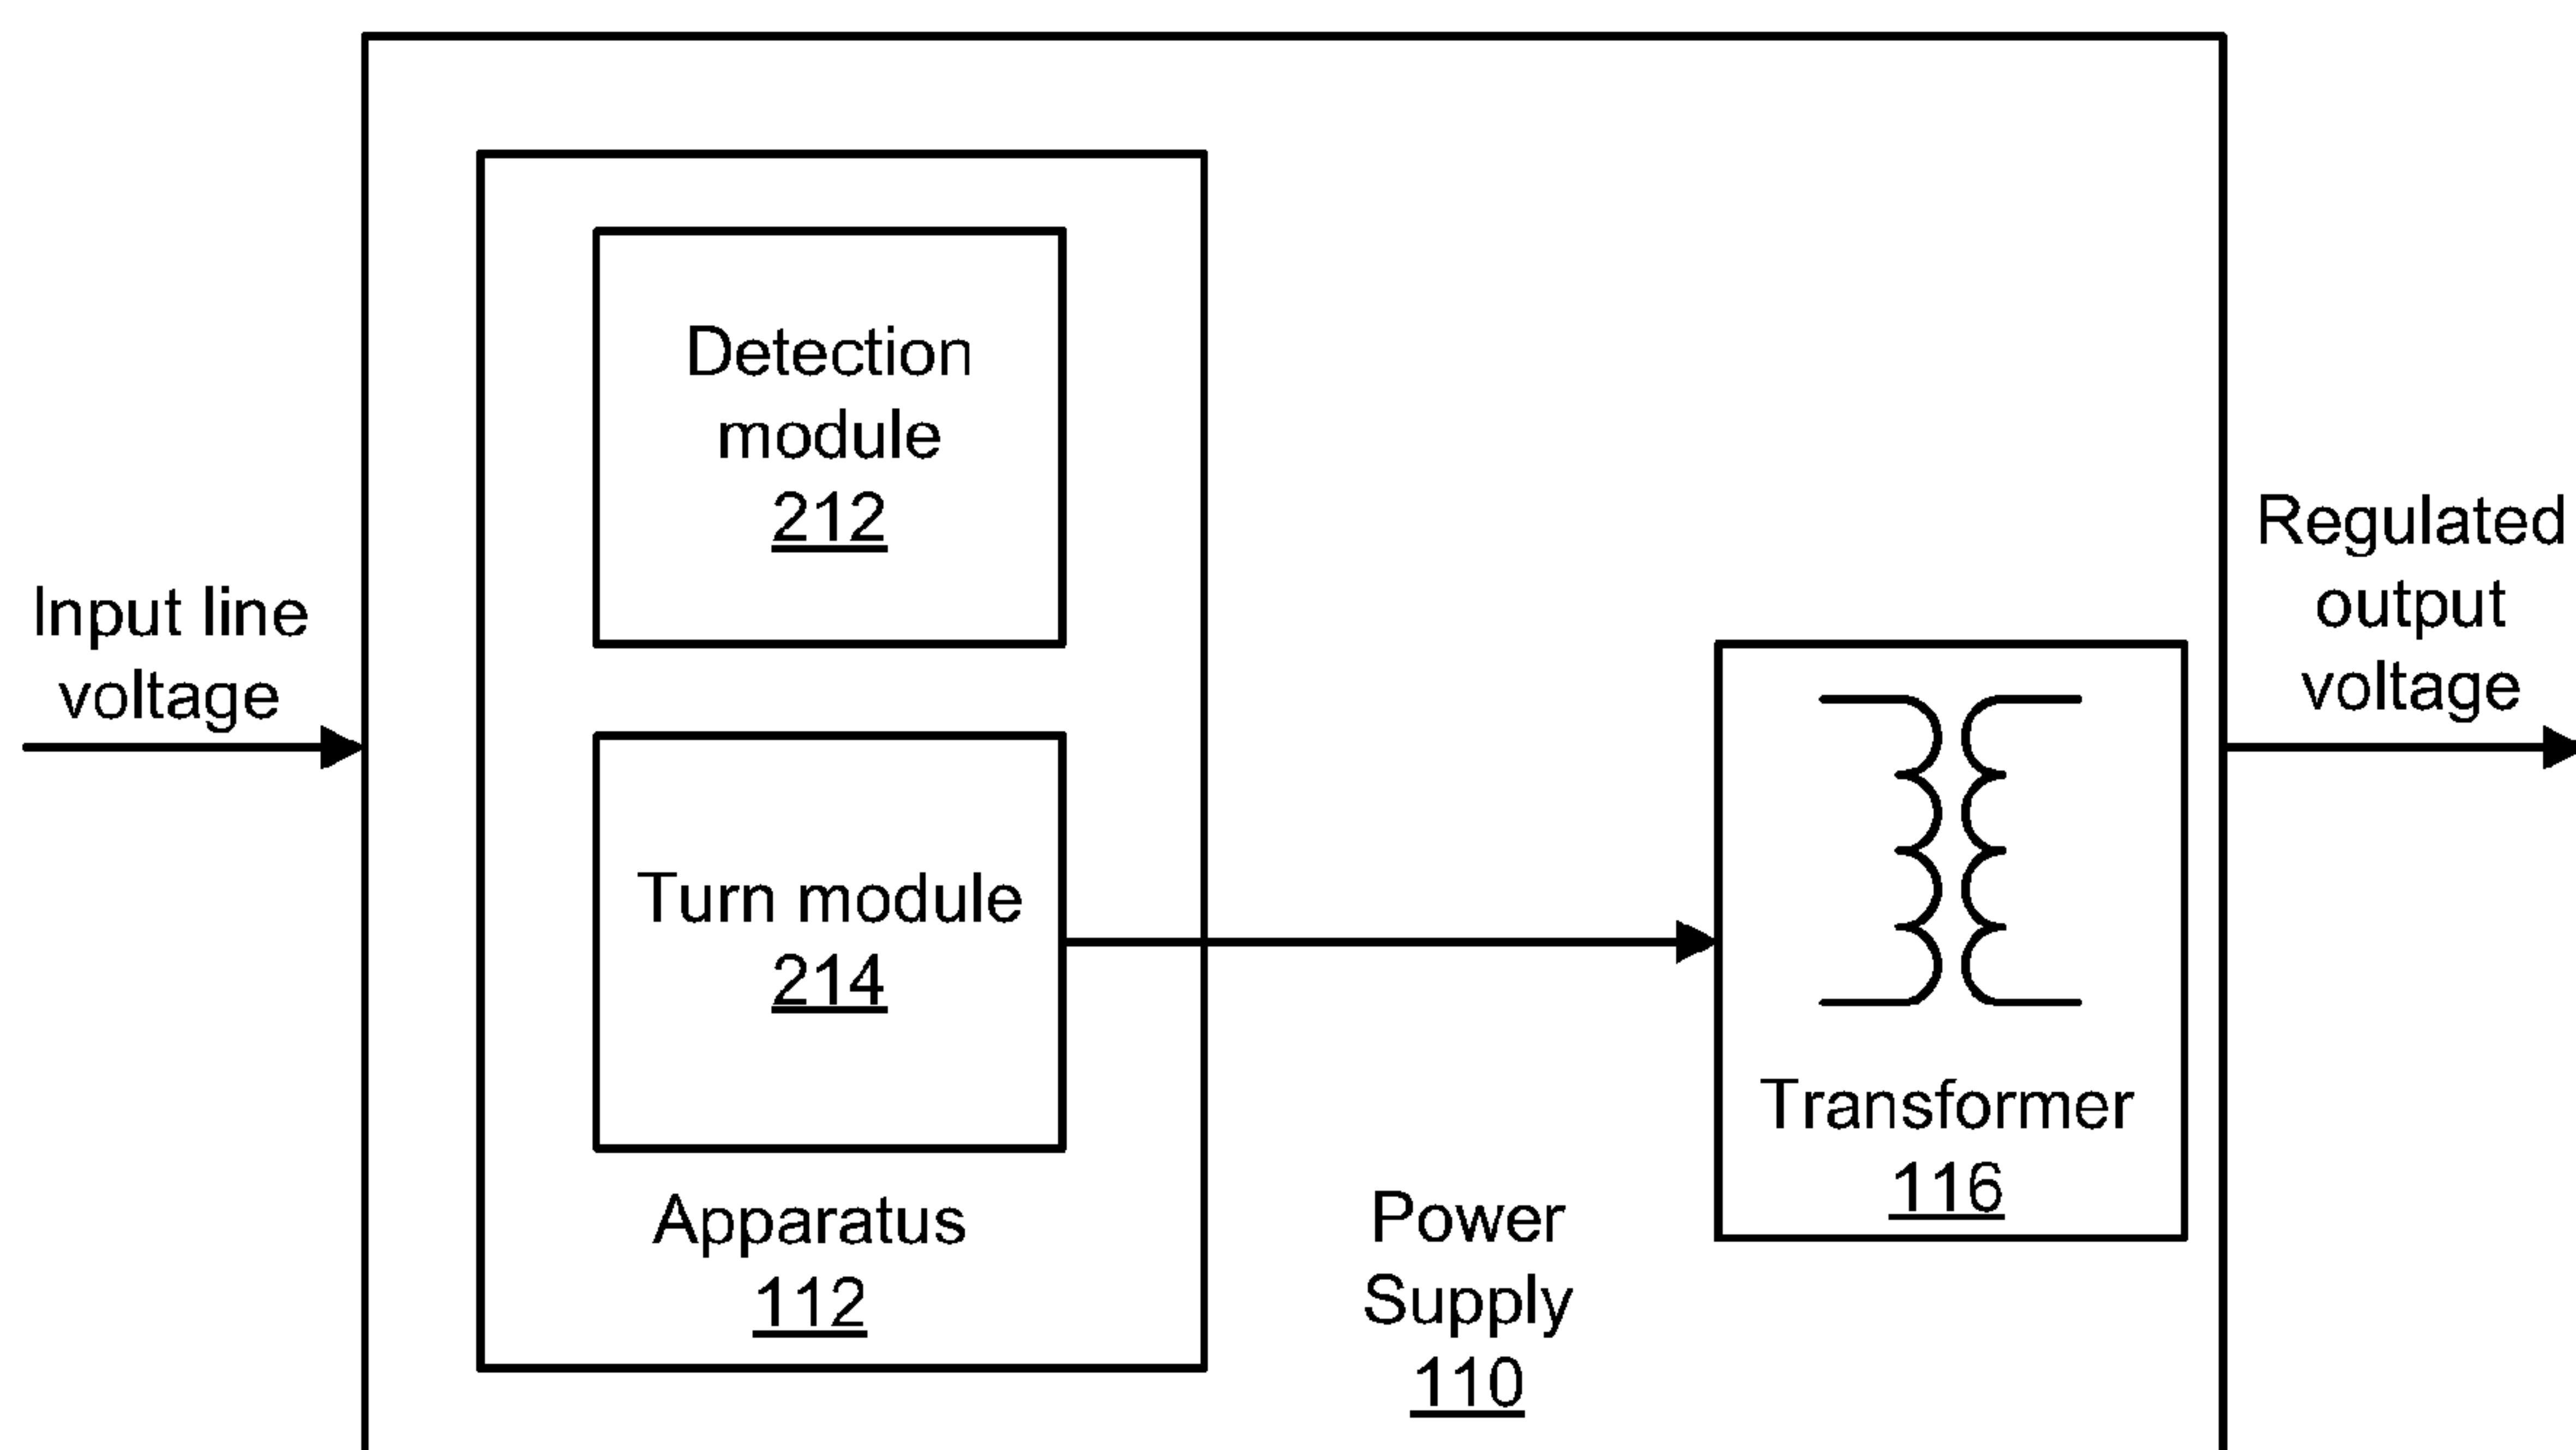 Input line
voltage
Detection
module
212
Turn module
214
Apparatus
112
Power
Supply
110
Transformer
116
Regulated
output
voltage